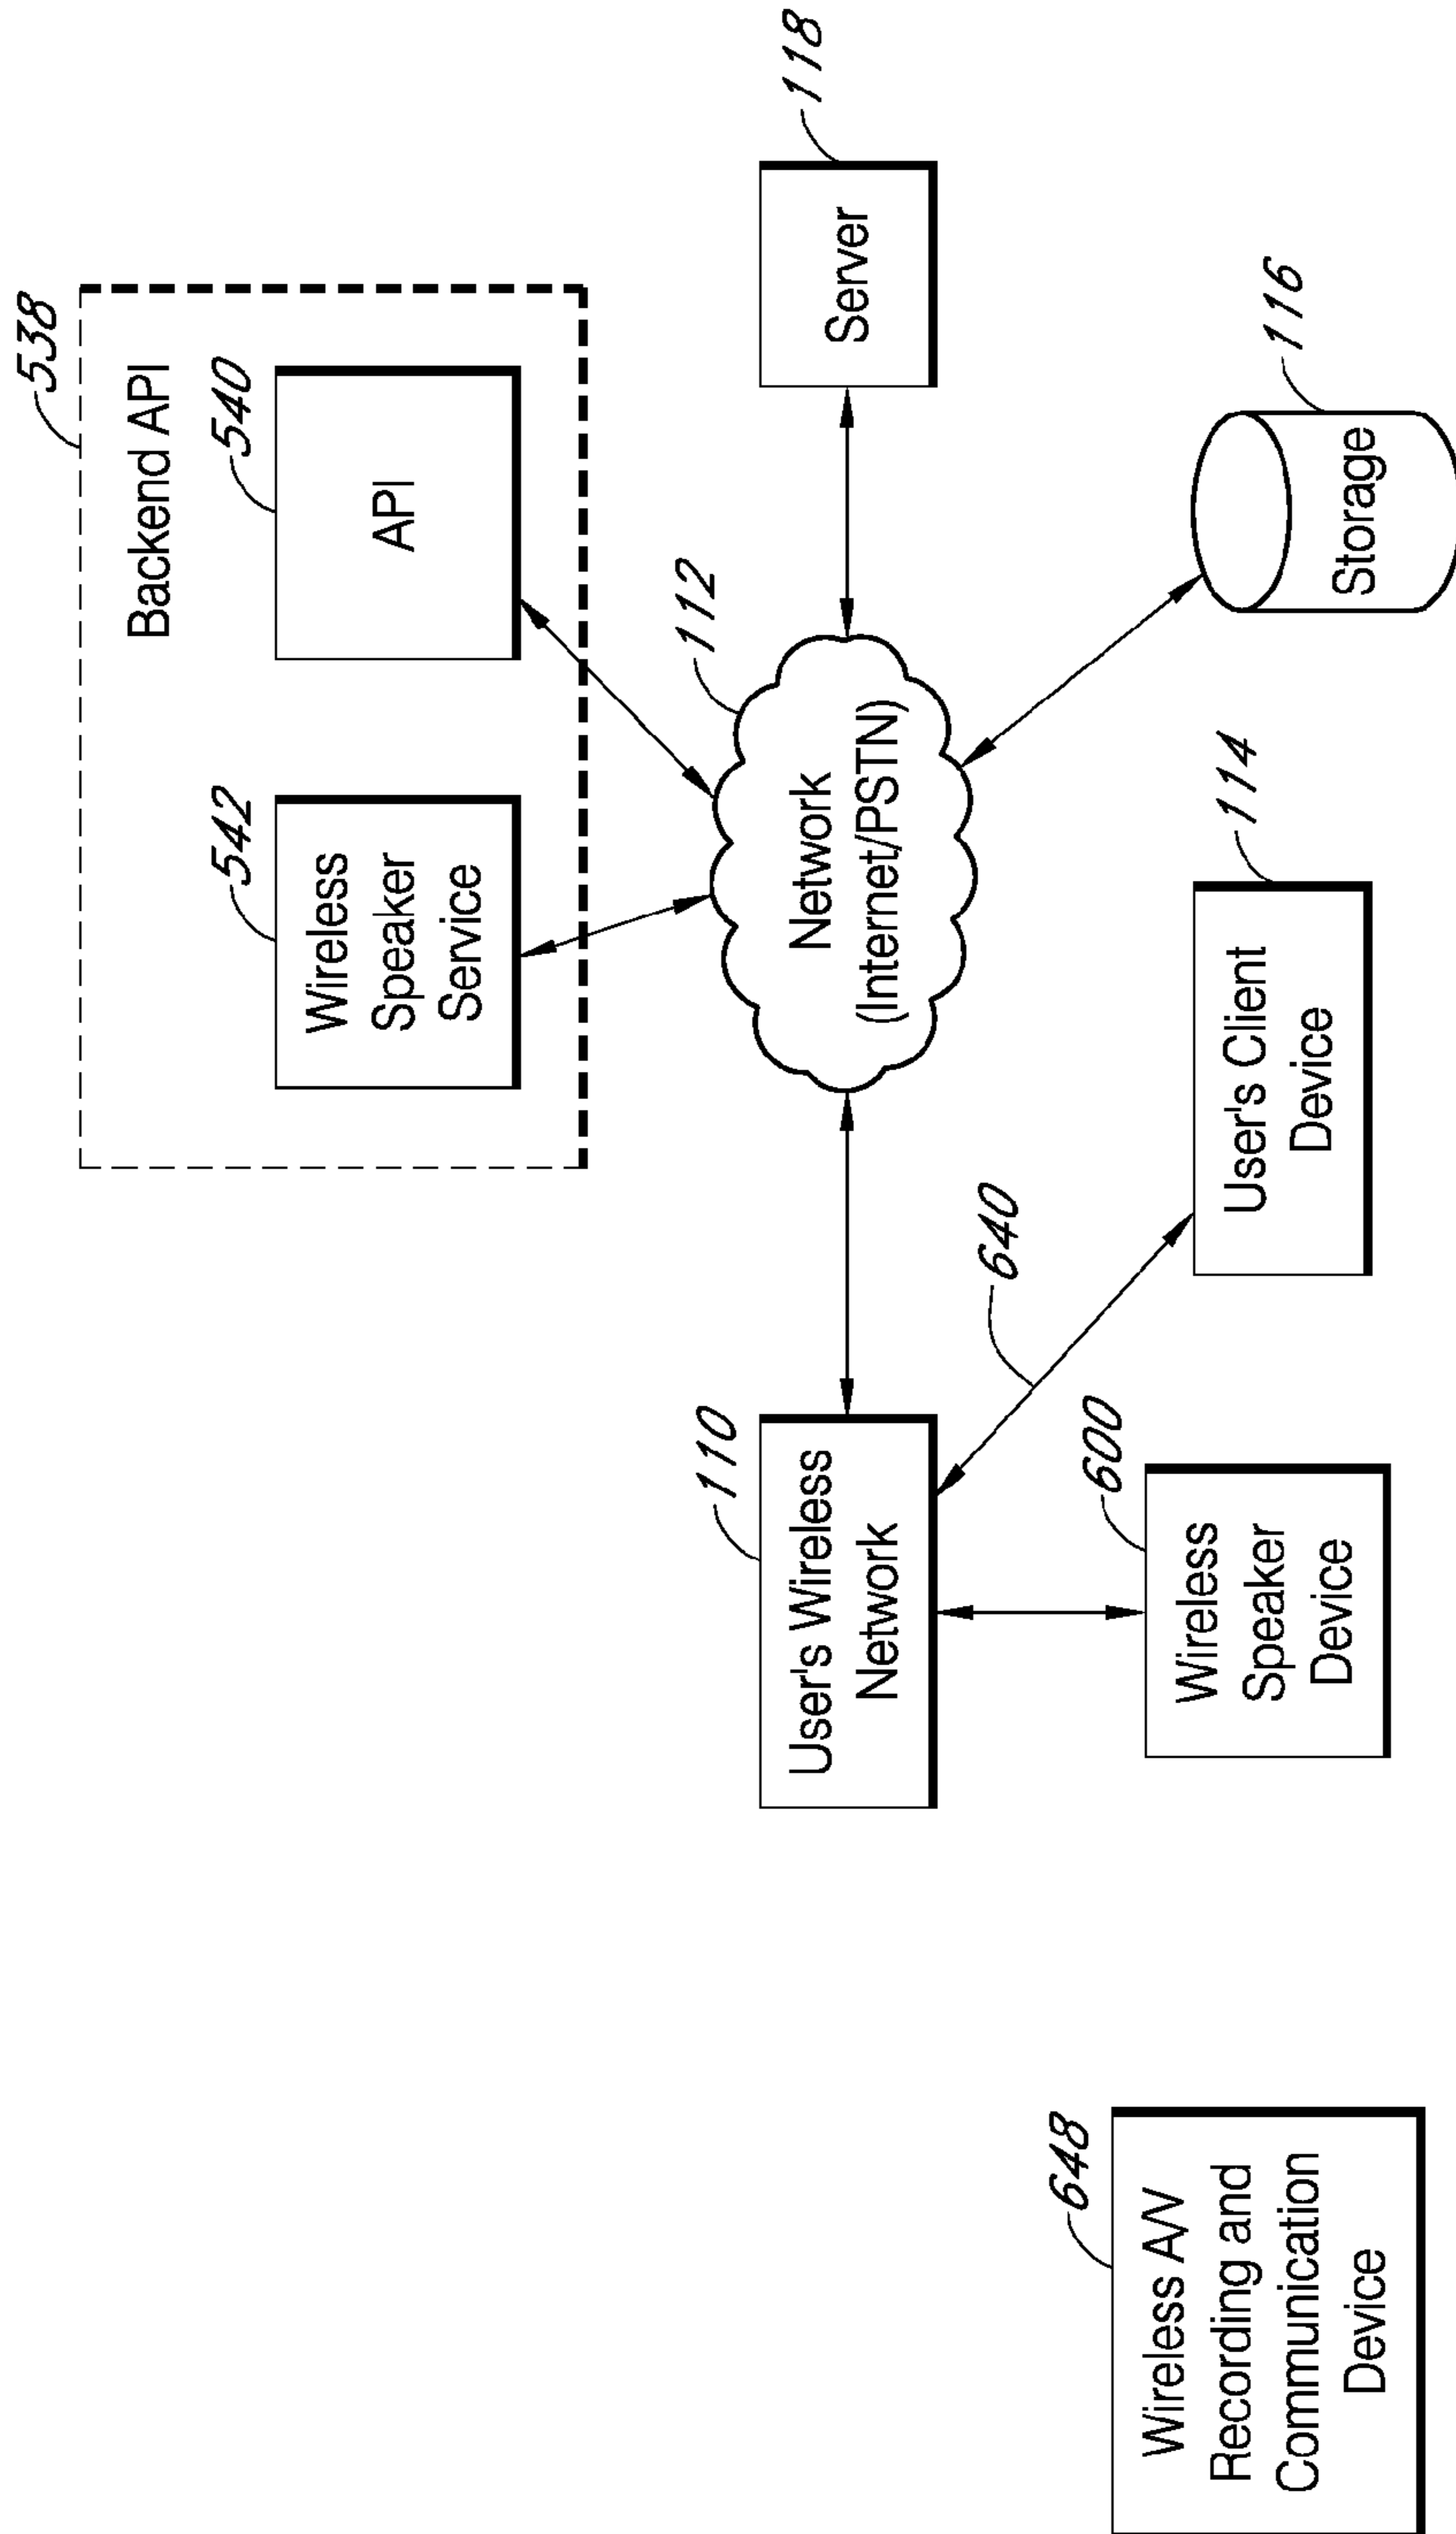 538
Backend API
542
Wireless
Speaker
Service
540
API
112
Network
(Internet/PSTN)
118
Server
110
User's Wireless
Network
640
116
Storage
114
User's Client
Device
600
Wireless
Speaker
Device
648
Wireless A/V
Recording and
Communication
Device